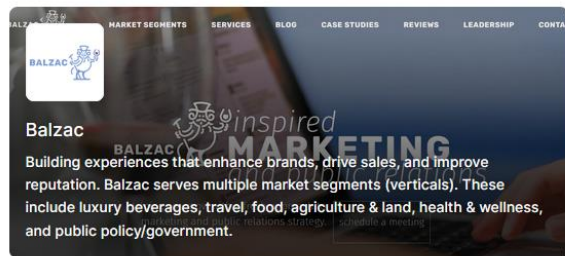 BALZ
MARKET SEGMENTS SERVICES BLOG CASE STUDIES REVIEWS LEADERSHIP CONTA
BALZAC
inspired
BALZAC MARKETING
and public relations
Balzac
Building experiences that enhance brands, drive sales, and improve
reputation. Balzac serves multiple market segments (verticals). These
include luxury beverages, travel, food, agriculture & land, health & wellness,
and public policy/government.
marketing and public relations strategy. schedule a meeting